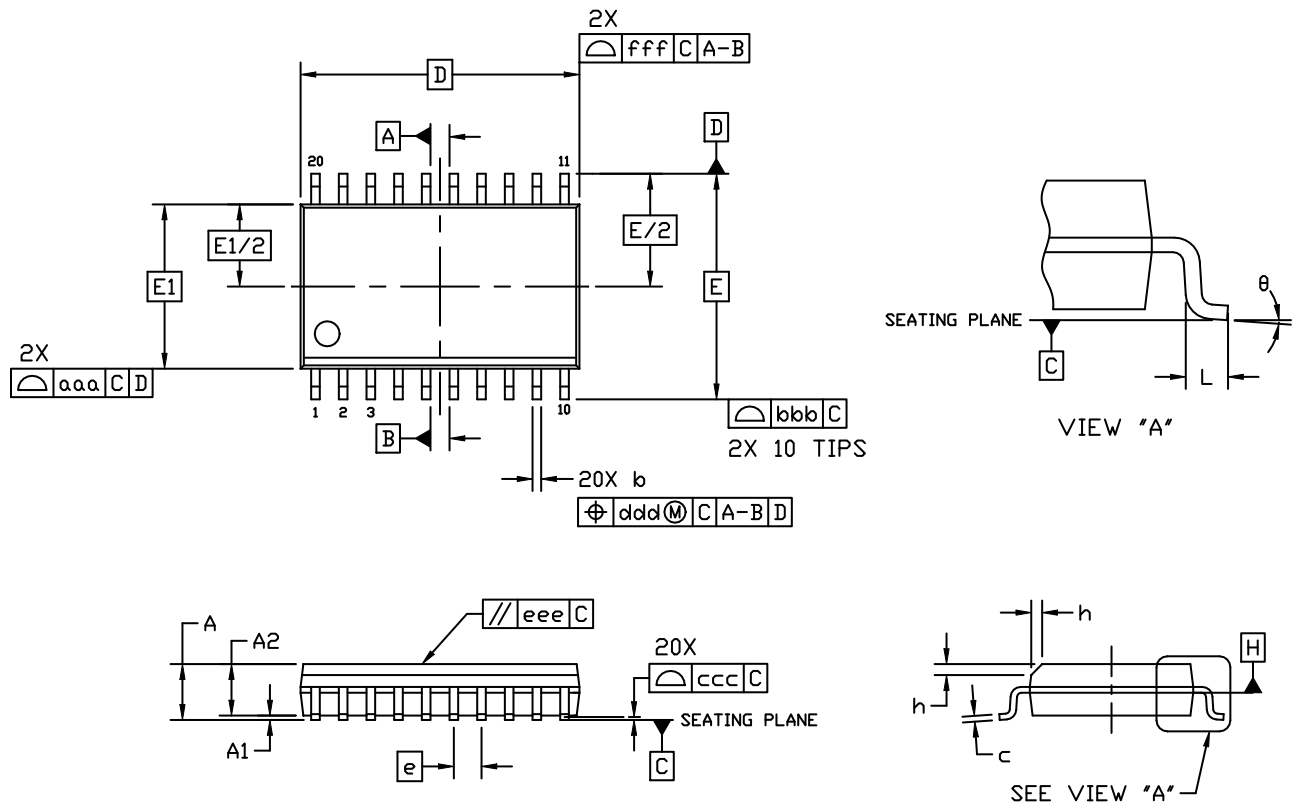 2X
fff C A-B
D
A
D
20
11
E1/2
E/2
E1
E
2X
aaa C D
1 2 3
10
B
bbb C
2X 10 TIPS
20X b
ddd Ⓜ C A-B D
θ
SEATING PLANE
C
L
VIEW "A"
// eee C
A
A2
20X
ccc C
SEATING PLANE
A1
e
C
h
H
h
c
SEE VIEW "A"